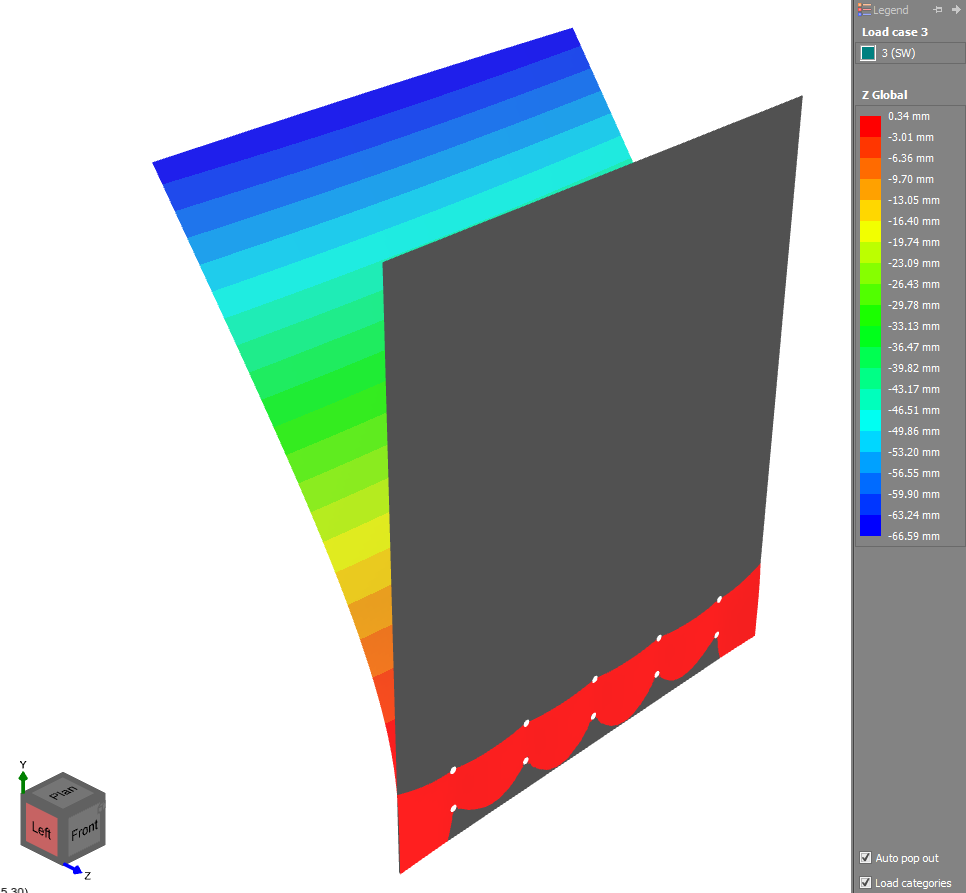 Legend
Load case 3
3 (SW)
Z Global
0.34 mm
-3.01 mm
-6.36 mm
-9.70 mm
-13.05 mm
-16.40 mm
-19.74 mm
-23.09 mm
-26.43 mm
-29.78 mm
-33.13 mm
-36.47 mm
-39.82 mm
-43.17 mm
-46.51 mm
-49.86 mm
-53.20 mm
-56.55 mm
-59.90 mm
-63.24 mm
-66.59 mm
Y
Plan
Left Front
Z
Auto pop out
Load categories